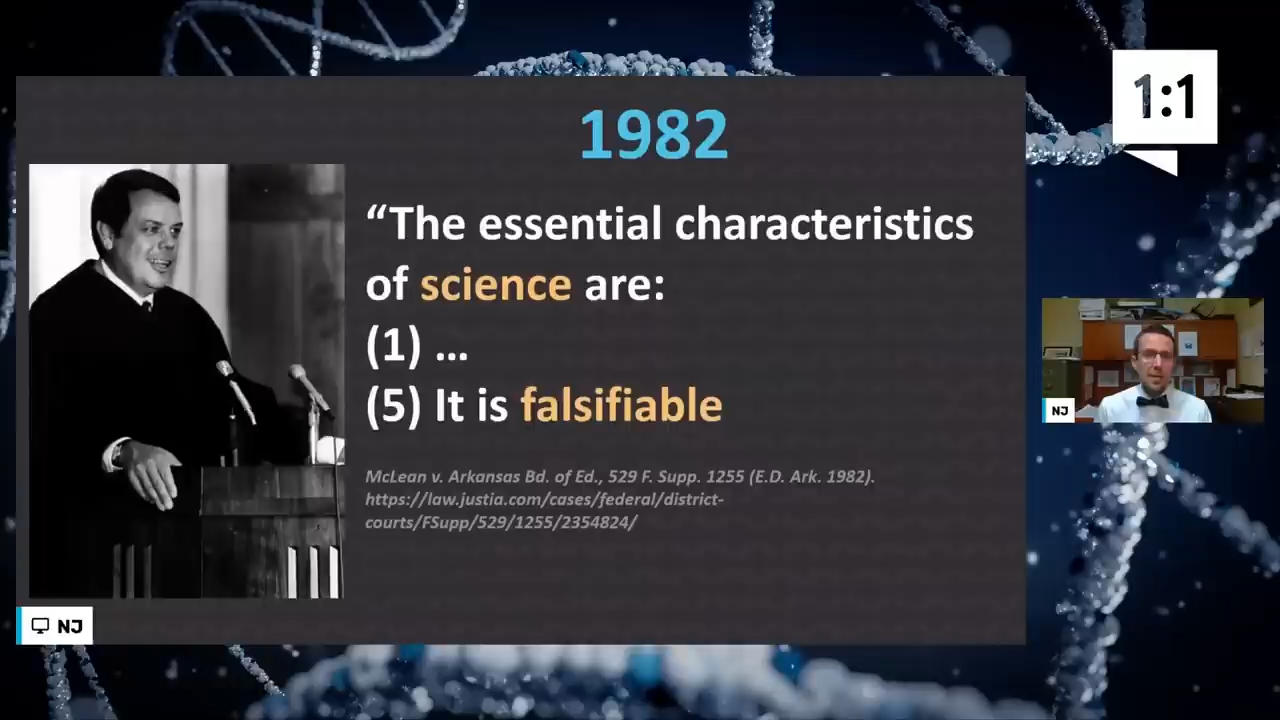 1982
1:1
“The essential characteristics
of science are:
(1) ...
(5) It is falsifiable
NJ
McLean v. Arkansas Bd. of Ed., 529 F. Supp. 1255 (E.D. Ark. 1982).
https://law.justia.com/cases/federal/district-
courts/FSupp/529/1255/2354824/
NJ